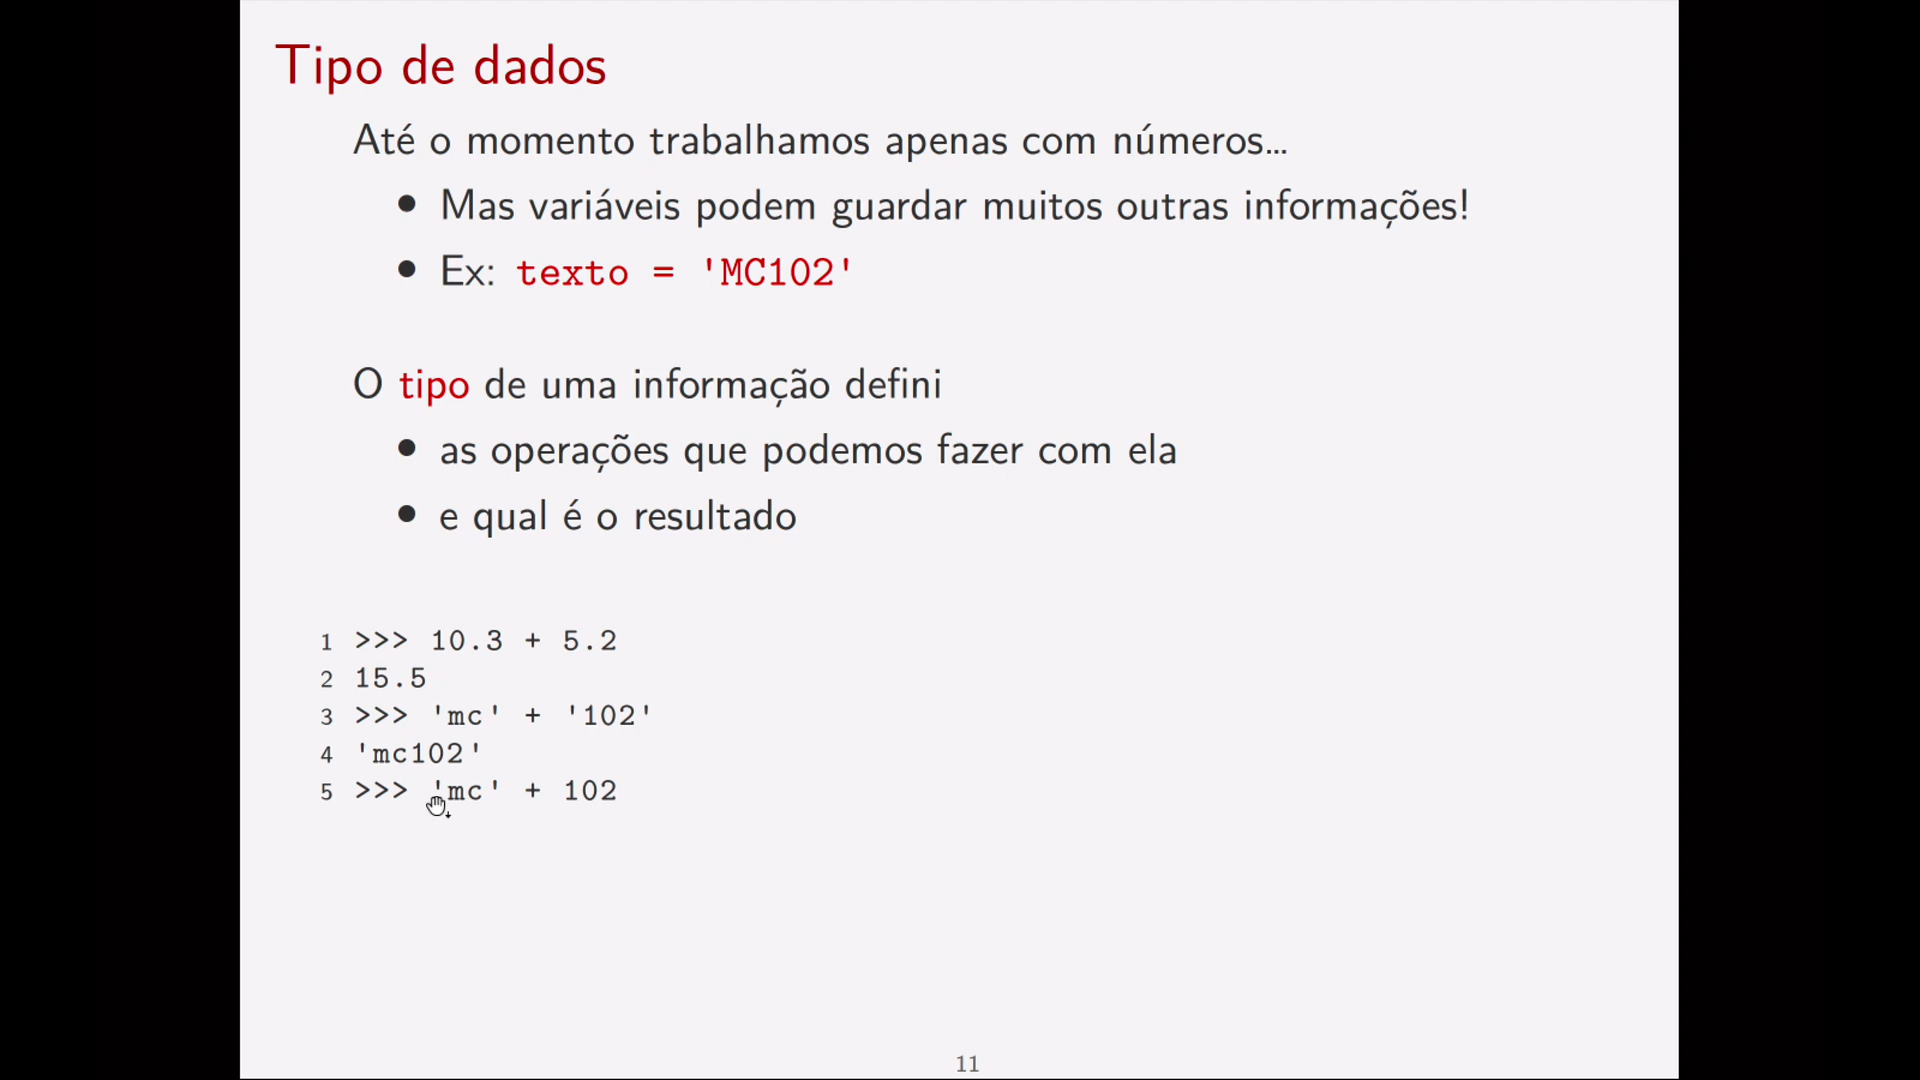 Tipo de dados
Até o momento trabalhamos apenas com números...
• Mas variáveis podem guardar muitos outras informações!
• Ex: texto = 'MC102'
O tipo de uma informação defini
• as operações que podemos fazer com ela
• e qual é o resultado
1 >>> 10.3 + 5.2
2 15.5
3 >>> 'mc' + '102'
4 'mc102'
5 >>> 'mc' + 102
11